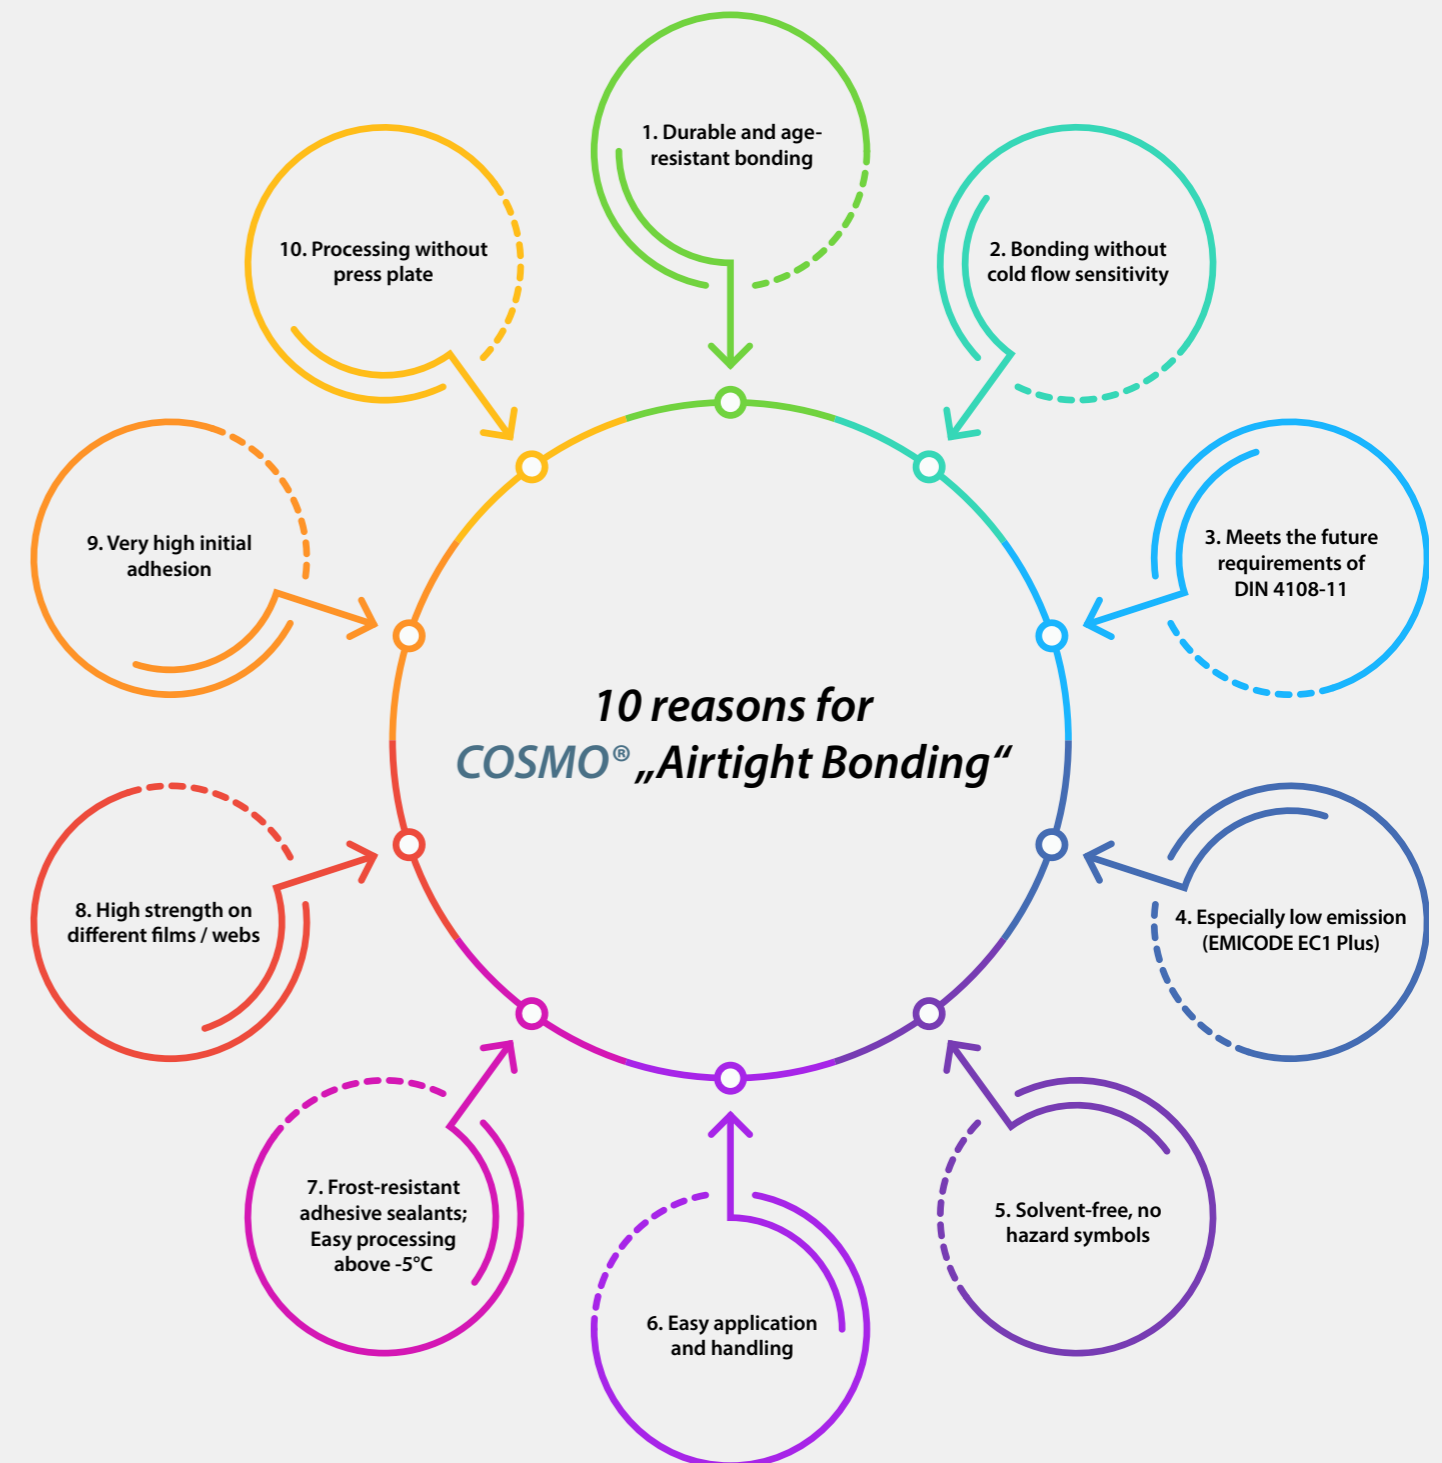 10 reasons for
COSMO® „Airtight Bonding“
1. Durable and age-
resistant bonding
2. Bonding without
cold flow sensitivity
3. Meets the future
requirements of
DIN 4108-11
4. Especially low emission
(EMICODE EC1 Plus)
5. Solvent-free, no
hazard symbols
6. Easy application
and handling
7. Frost-resistant
adhesive sealants;
Easy processing
above -5°C
8. High strength on
different films / webs
9. Very high initial
adhesion
10. Processing without
press plate